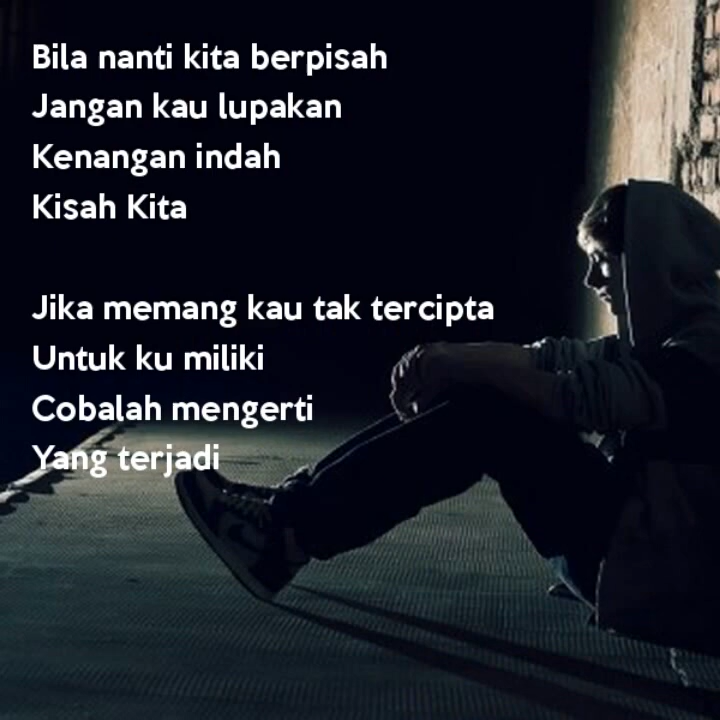 Bila nanti kita berpisah
Jangan kau lupakan
Kenangan indah
Kisah Kita
Jika memang kau tak tercipta
Untuk ku miliki
Cobalah mengerti
Yang terjadi